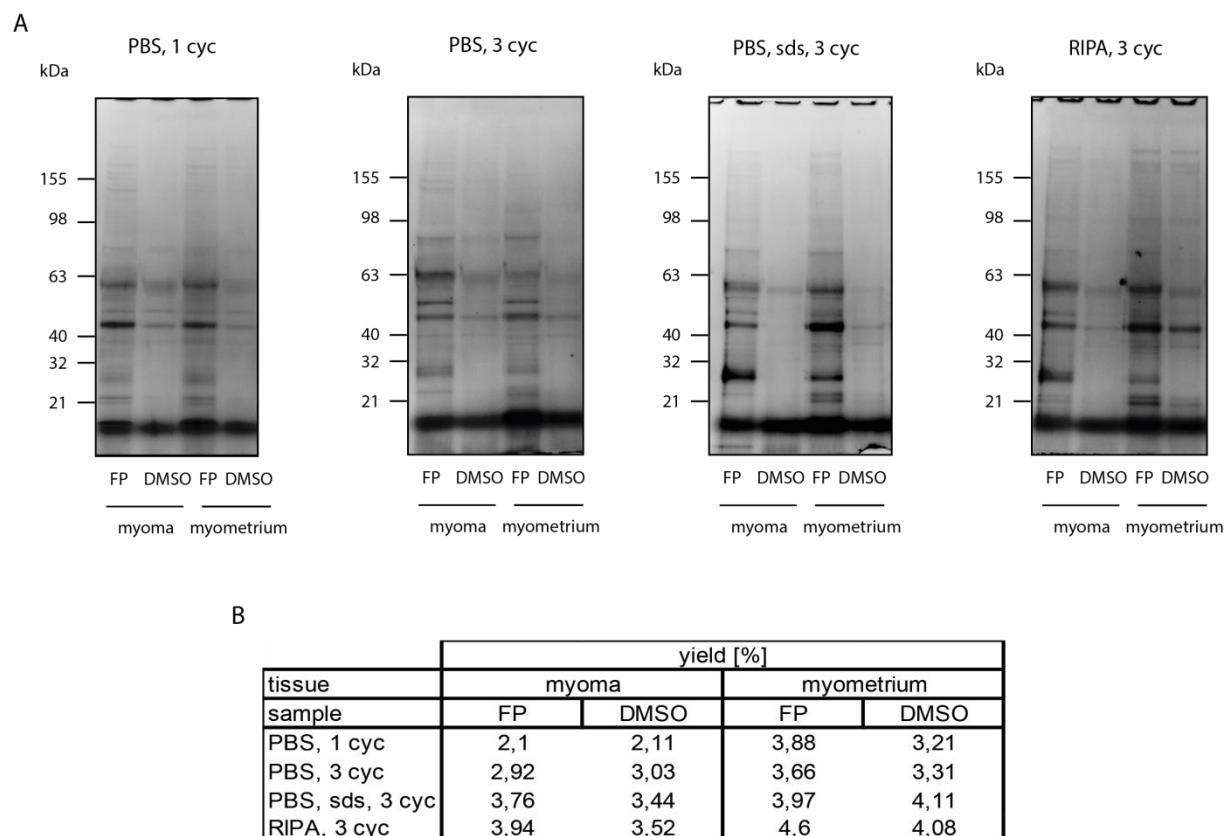 A
PBS, 1 cyc
PBS, 3 cyc
PBS, sds, 3 cyc
RIPA, 3 cyc
kDa
kDa
kDa
kDa
155
98
63
40
32
21
155
98
63
40
32
21
155
98
63
40
32
21
155
98
63
40
32
21
FP DMSO FP DMSO
FP DMSO FP DMSO
FP DMSO FP DMSO
FP DMSO FP DMSO
myoma myometrium
myoma myometrium
myoma myometrium
myoma myometrium
B
yield [%]
tissue myoma myometrium
sample FP DMSO FP DMSO
PBS, 1 cyc 2,1 2,11 3,88 3,21
PBS, 3 cyc 2,92 3,03 3,66 3,31
PBS, sds, 3 cyc 3,76 3,44 3,97 4,11
RIPA, 3 cyc 3,94 3,52 4,6 4,08